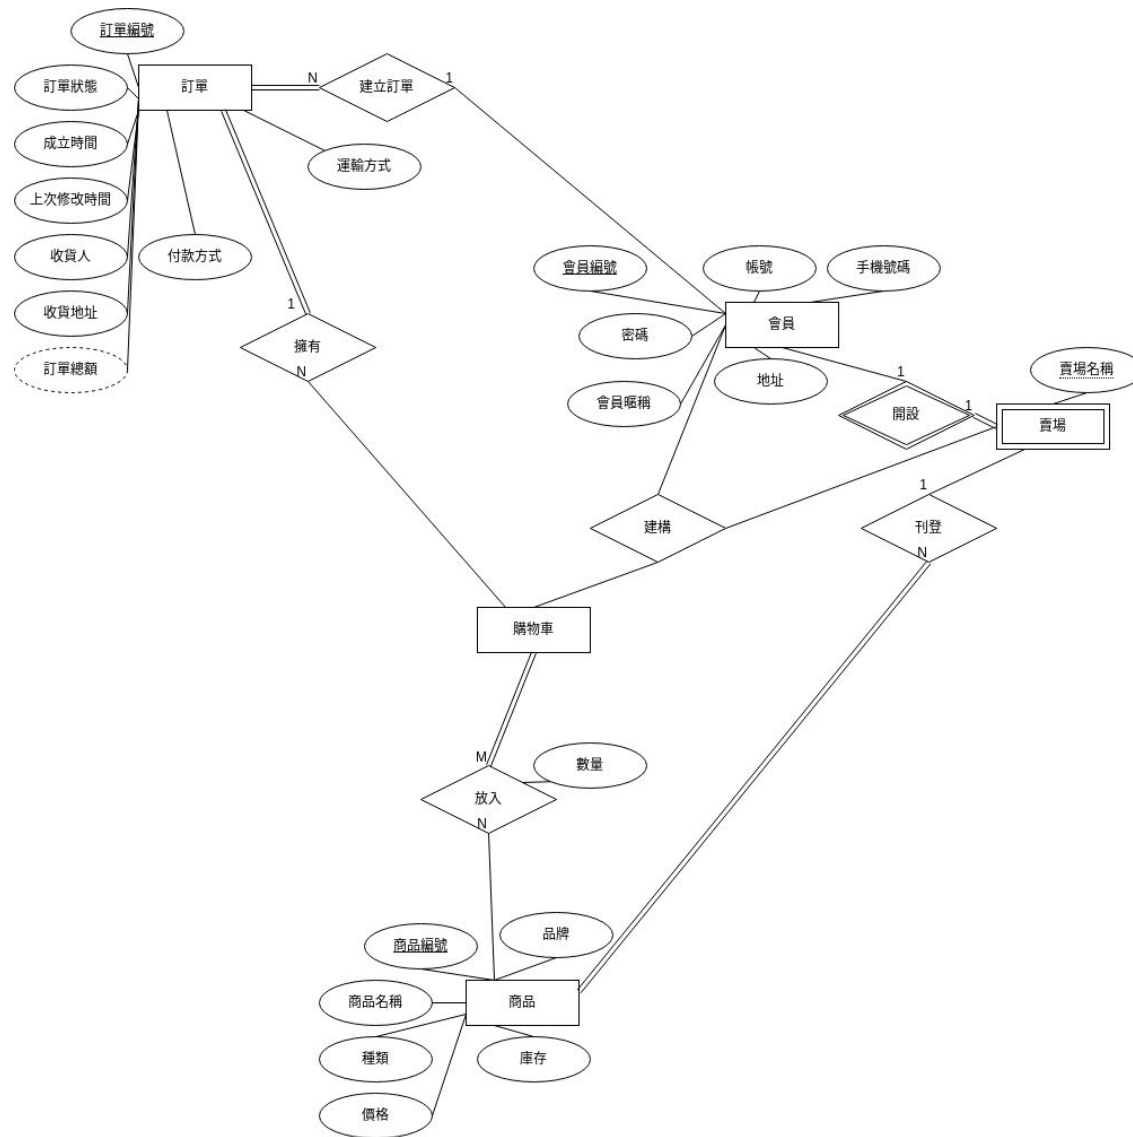 訂單編號
訂單狀態
訂單
N
建立訂單
1
成立時間
運輸方式
上次修改時間
收貨人
付款方式
會員編號
帳號
手機號碼
1
收貨地址
密碼
會員
擁有
訂單總額
N
地址
1
賣場名稱
會員暱稱
開設
1
賣場
1
建構
刊登
N
購物車
M
數量
放入
N
商品編號
品牌
商品名稱
商品
種類
庫存
價格